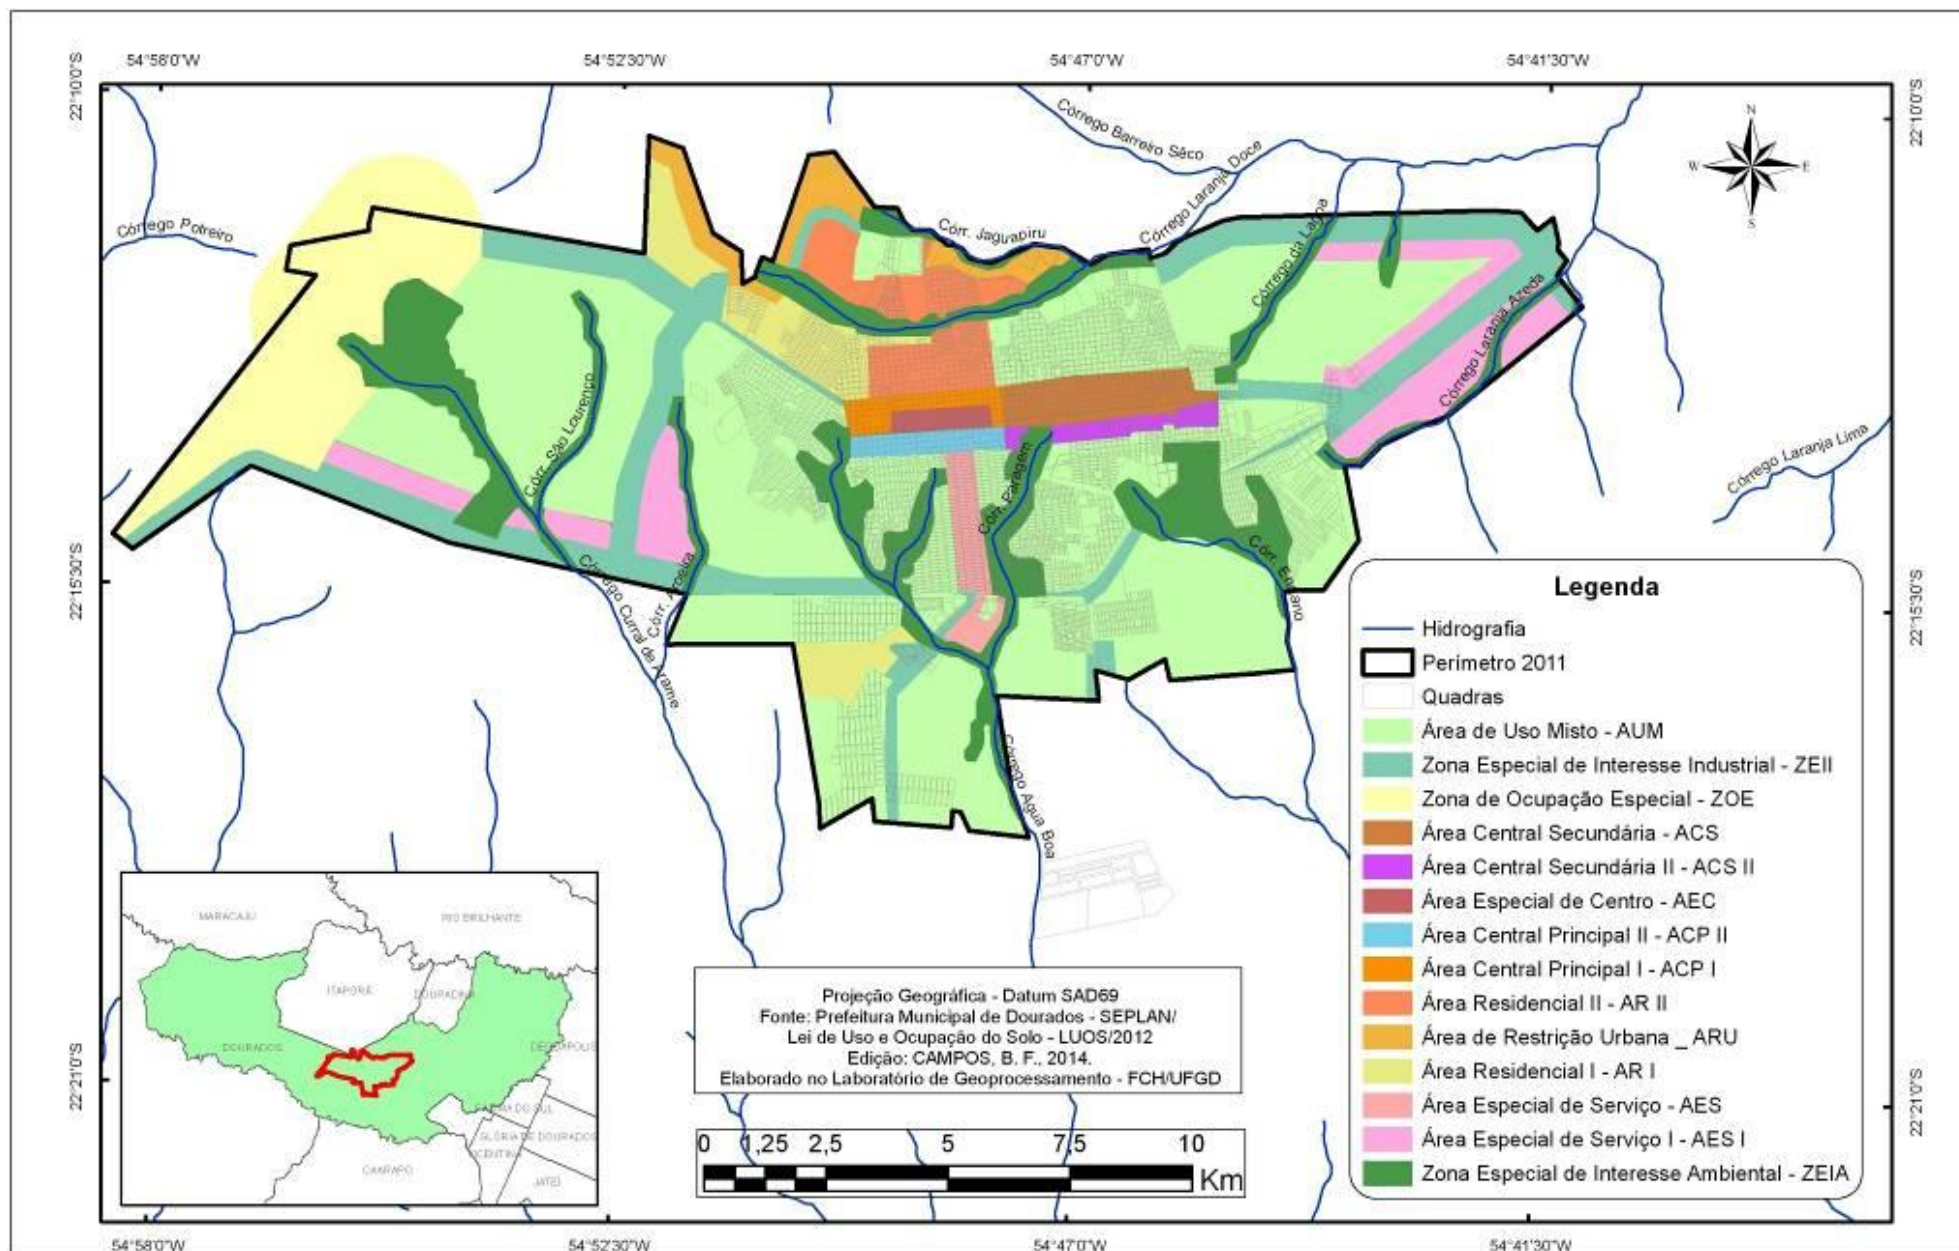 54°58'0"W
54°52'30"W
54°47'0"W
54°41'30"W
22°10'0"S
22°10'0"S
N
W
E
S
Córrego Barreiro Sêco
Córrego Laranja Doce
Córrego Potreiro
Córr. Jaguapiru
Córrego da Lagoa
Córrego Laranja Azeda
Córr. São Lourenço
Córrego Laranja Lima
Córr. Paragem
22°15'30"S
22°15'30"S
Córrego Curral de Arame
Córr. Aroeira
Córr. Engano
Córrego Agua Boa
Legenda
Hidrografia
Perimetro 2011
Quadras
Área de Uso Misto - AUM
Zona Especial de Interesse Industrial - ZEII
Zona de Ocupação Especial - ZOE
Área Central Secundária - ACS
Área Central Secundária II - ACS II
Área Especial de Centro - AEC
Área Central Principal II - ACP II
Área Central Principal I - ACP I
Área Residencial II - AR II
Área de Restrição Urbana _ ARU
Área Residencial I - AR I
Área Especial de Serviço - AES
Área Especial de Serviço I - AES I
Zona Especial de Interesse Ambiental - ZEIA
MARACAJU
RIO BRILHANTE
ITAPORÃ
DOURADINA
DOURADOS
DEODÁPOLIS
GLÓRIA DE DOURADOS
CAARAPÓ
JATEÍ
Projeção Geográfica - Datum SAD69
Fonte: Prefeitura Municipal de Dourados - SEPLAN/
Lei de Uso e Ocupação do Solo - LUOS/2012
Edição: CAMPOS, B. F., 2014.
Elaborado no Laboratório de Geoprocessamento - FCH/UFGD
0 1,25 2,5 5 7,5 10
Km
22°21'0"S
22°21'0"S
54°58'0"W
54°52'30"W
54°47'0"W
54°41'30"W